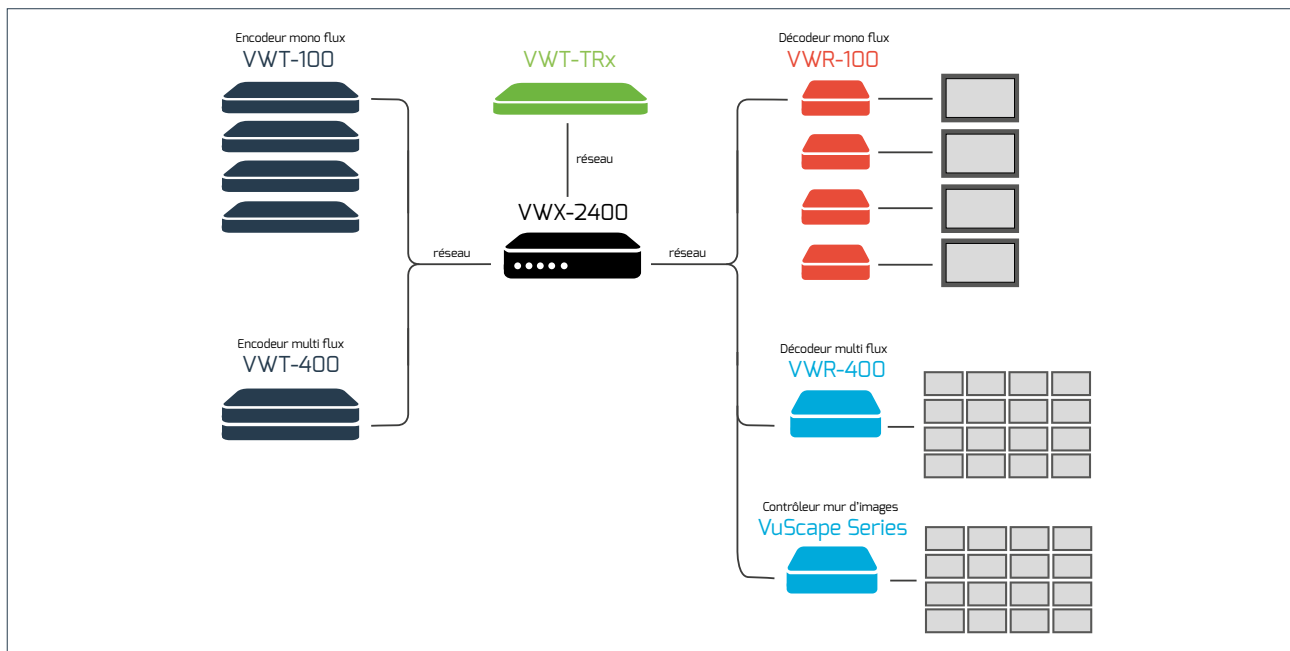 Encodeur mono flux
VWT-100
VWT-TRx
Décodeur mono flux
VWR-100
réseau
VWX-2400
réseau
réseau
Encodeur multi flux
VWT-400
Décodeur multi flux
VWR-400
Contrôleur mur d'images
VuScape Series